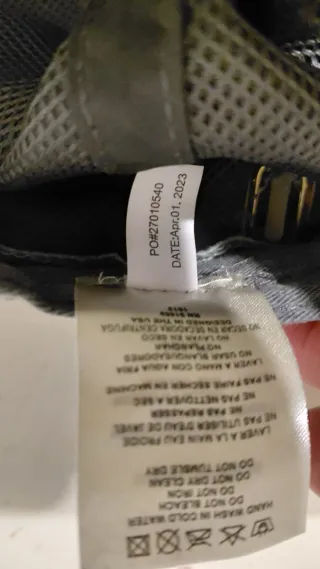 PO#27010540
DATE:Apr.01. 2023
HAND WASH IN COLD WATER
DO NOT BLEACH
DO NOT IRON
DO NOT DRY CLEAN
DO NOT TUMBLE DRY
LAVER A LA MAIN EAU FROIDE
NE PAS UTILISER D'EAU DE JAVEL
NE PAS REPASSER
NE PAS NETTOYER A SEC
NE PAS FAIRE SECHER EN MACHINE
LAVER A MANO CON AGUA FRIA
NO USAR BLANQUEADORES
NO PLANCHAR
NO LAVAR EN SECO
NO SECAR EN SECADORA CENTRIFUGA
DESIGNED IN THE USA